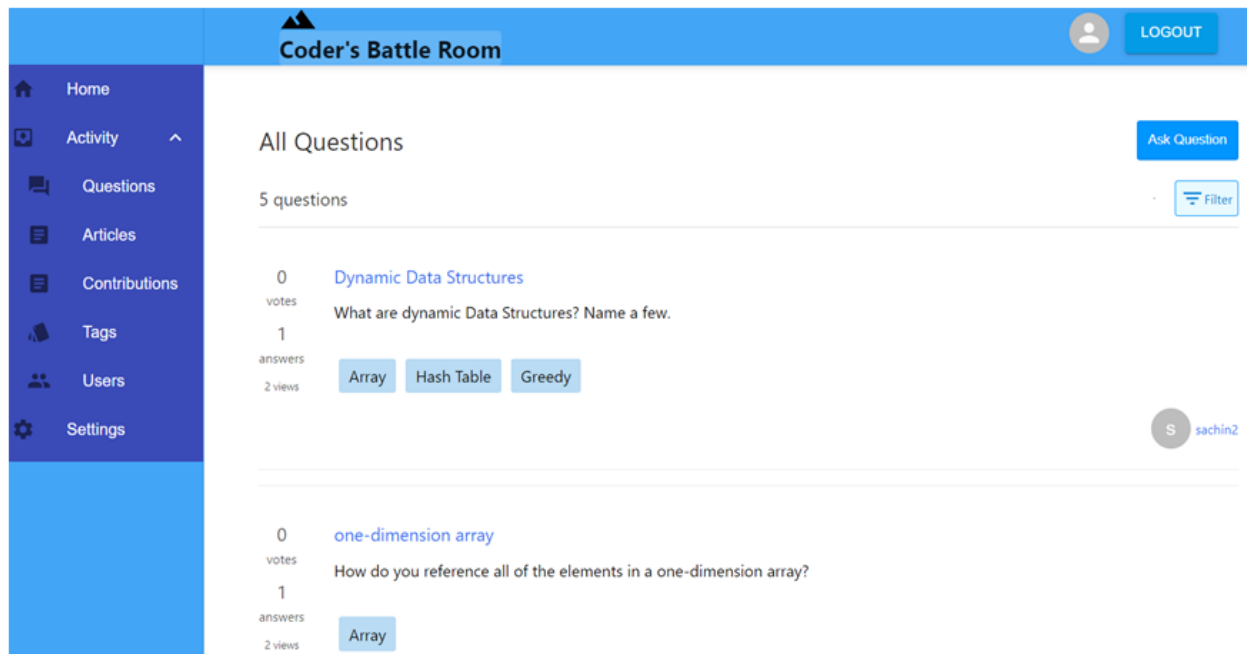 Coder's Battle Room
LOGOUT
Home
Activity
Questions
Articles
Contributions
Tags
Users
Settings
All Questions
Ask Question
5 questions
Filter
0
votes
1
answers
2 views
Dynamic Data Structures
What are dynamic Data Structures? Name a few.
Array Hash Table Greedy
S sachin2
0
votes
1
answers
2 views
one-dimension array
How do you reference all of the elements in a one-dimension array?
Array